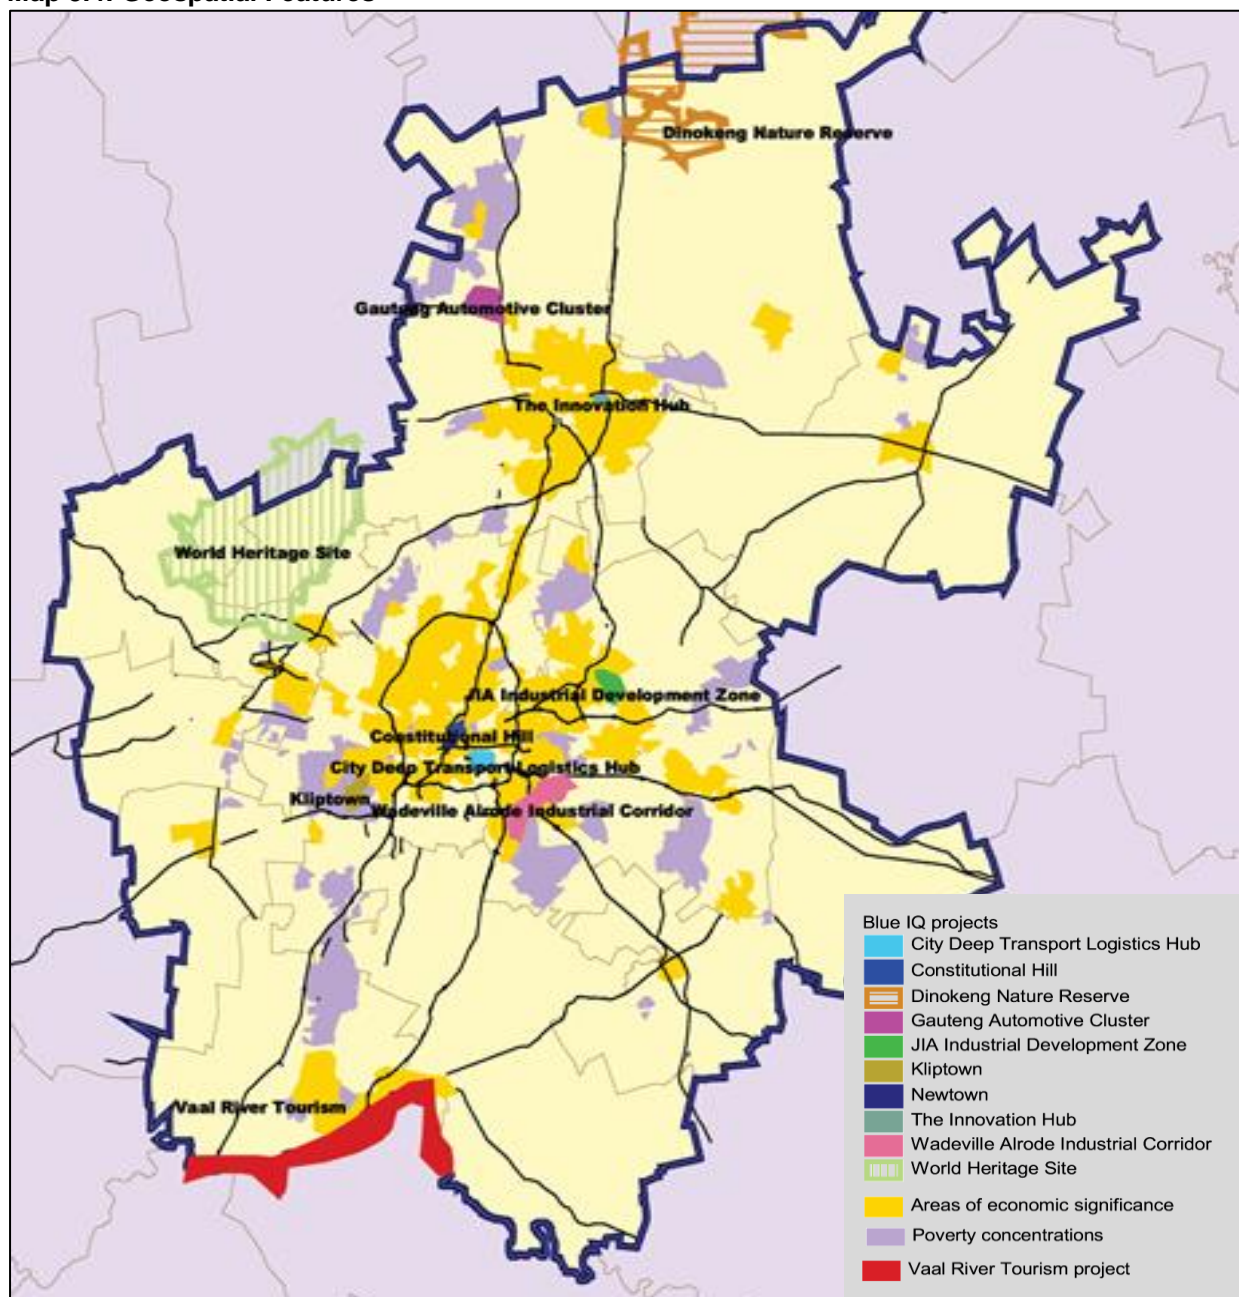 Dinokeng Nature Reserve
Gauteng Automotive Cluster
The Innovation Hub
World Heritage Site
JIA Industrial Development Zone
Constitutional Hill
City Deep Transport Logistics Hub
Kliptown
Wadeville Alrode Industrial Corridor
Vaal River Tourism
Blue IQ projects
City Deep Transport Logistics Hub
Constitutional Hill
Dinokeng Nature Reserve
Gauteng Automotive Cluster
JIA Industrial Development Zone
Kliptown
Newtown
The Innovation Hub
Wadeville Alrode Industrial Corridor
World Heritage Site
Areas of economic significance
Poverty concentrations
Vaal River Tourism project